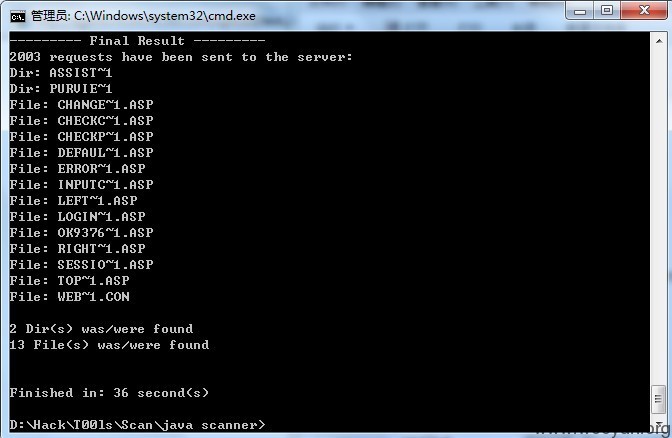 管理员: C:\Windows\system32\cmd.exe
--------- Final Result ---------
2003 requests have been sent to the server:
Dir: ASSIST~1
Dir: PURVIE~1
File: CHANGE~1.ASP
File: CHECKC~1.ASP
File: CHECKP~1.ASP
File: DEFAUL~1.ASP
File: ERROR~1.ASP
File: INPUTC~1.ASP
File: LEFT~1.ASP
File: LOGIN~1.ASP
File: OK9376~1.ASP
File: RIGHT~1.ASP
File: SESSIO~1.ASP
File: TOP~1.ASP
File: WEB~1.CON
2 Dir(s) was/were found
13 File(s) was/were found
Finished in: 36 second(s)
D:\Hack\T00ls\Scan\java scanner>